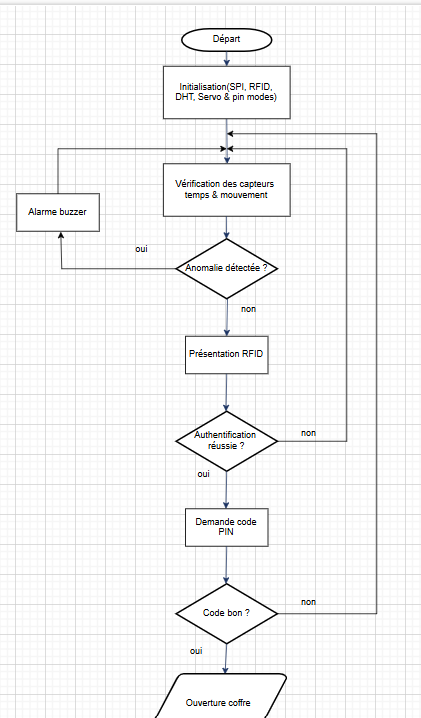 Départ
Initialisation(SPI, RFID,
DHT, Servo & pin modes)
Vérification des capteurs
temps & mouvement
Alarme buzzer
oui
Anomalie détectée ?
non
Présentation RFID
Authentification
réussie ?
non
oui
Demande code
PIN
non
Code bon ?
oui
Ouverture coffre